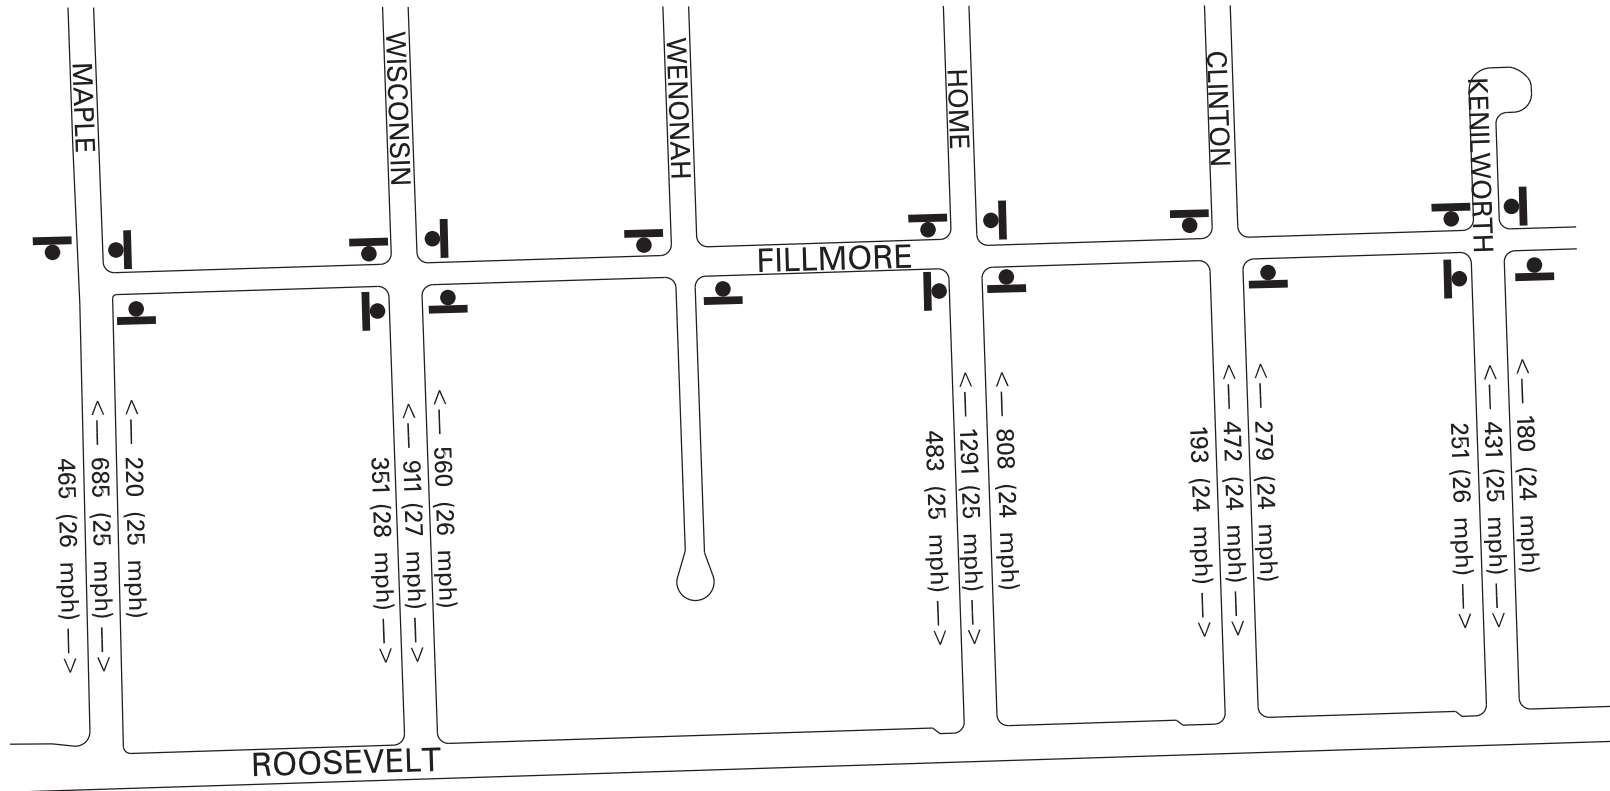 MAPLE
WISCONSIN
WENONAH
HOME
CLINTON
KENILWORTH
FILLMORE
465 (26 mph) —>
<— 685 (25 mph) —>
<— 220 (25 mph)
351 (28 mph) —>
<— 911 (27 mph) —>
<— 560 (26 mph)
483 (25 mph) —>
<— 1291 (25 mph) —>
<— 808 (24 mph)
193 (24 mph) —>
<— 472 (24 mph) —>
<— 279 (24 mph)
251 (26 mph) —>
<— 431 (25 mph) —>
<— 180 (24 mph)
ROOSEVELT